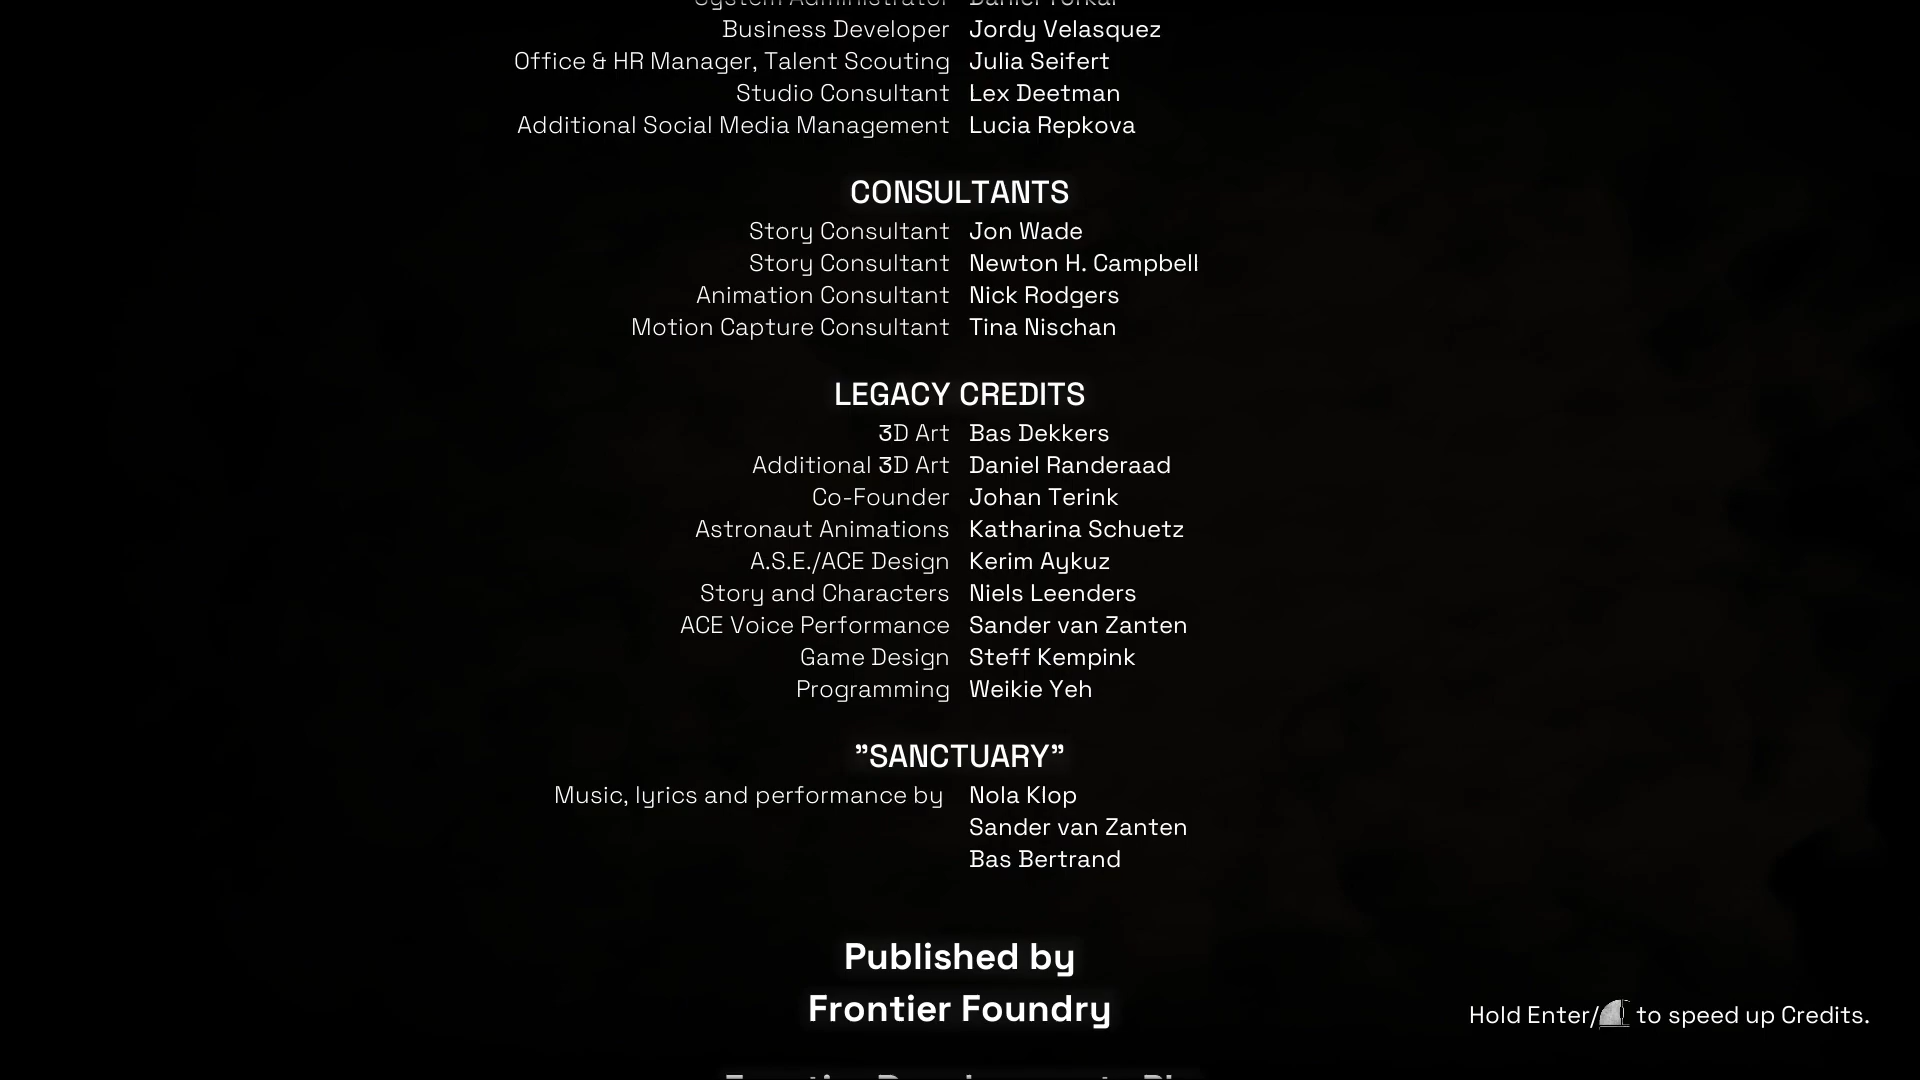 System Administrator
Business Developer Jordy Velasquez
Office & HR Manager, Talent Scouting Julia Seifert
Studio Consultant Lex Deetman
Additional Social Media Management Lucia Repkova
CONSULTANTS
Story Consultant Jon Wade
Story Consultant Newton H. Campbell
Animation Consultant Nick Rodgers
Motion Capture Consultant Tina Nischan
LEGACY CREDITS
3D Art Bas Dekkers
Additional 3D Art Daniel Randeraad
Co-Founder Johan Terink
Astronaut Animations Katharina Schuetz
A.S.E./ACE Design Kerim Aykuz
Story and Characters Niels Leenders
ACE Voice Performance Sander van Zanten
Game Design Steff Kempink
Programming Weikie Yeh
”SANCTUARY”
Music, lyrics and performance by Nola Klop
Sander van Zanten
Bas Bertrand
Published by
Frontier Foundry
Hold Enter/ to speed up Credits.